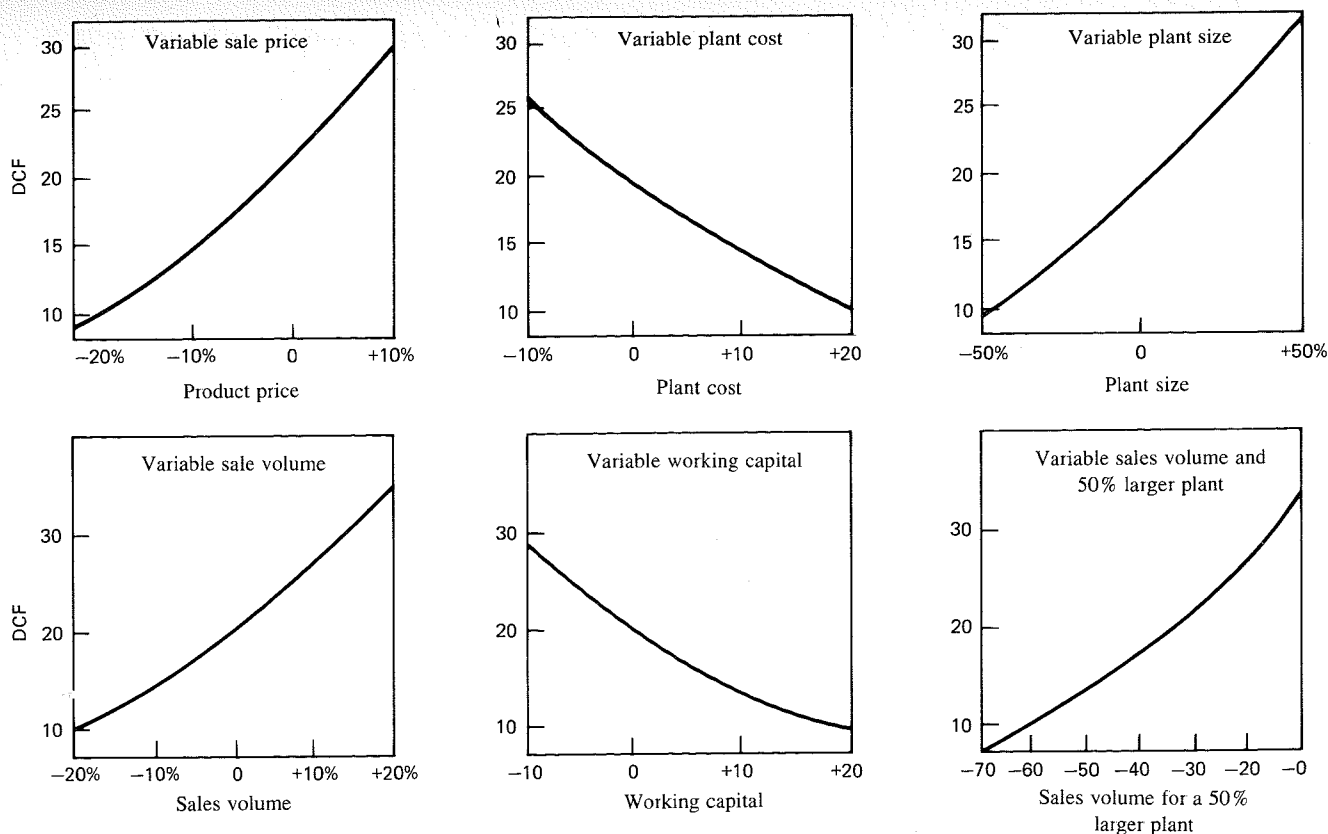 Variable sale price
30
25
20
15
10
DCF
−20% −10% 0 +10%
Product price
Variable plant cost
30
25
20
15
10
−10% 0 +10 +20
Plant cost
Variable plant size
30
25
20
15
10
−50% 0 +50%
Plant size
Variable sale volume
30
20
10
DCF
−20% −10% 0 +10% +20%
Sales volume
Variable working capital
30
20
10
−10 0 +10 +20
Working capital
Variable sales volume and
50% larger plant
30
20
10
−70 −60 −50 −40 −30 −20 −0
Sales volume for a 50%
larger plant